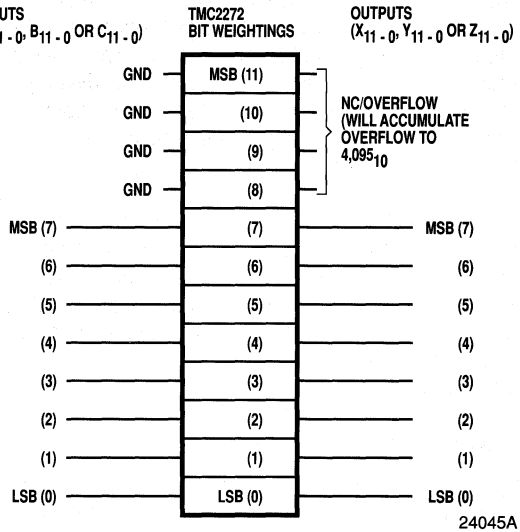 UTS
TMC2272
OUTPUTS
1 - 0, B11 - 0 OR C11 - 0)
BIT WEIGHTINGS
(X11 - 0, Y11 - 0 OR Z11 - 0)
GND MSB (11)
GND (10)
GND (9)
GND (8)
NC/OVERFLOW
(WILL ACCUMULATE
OVERFLOW TO
4,09510
MSB (7) (7) MSB (7)
(6) (6) (6)
(5) (5) (5)
(4) (4) (4)
(3) (3) (3)
(2) (2) (2)
(1) (1) (1)
LSB (0) LSB (0) LSB (0)
24045A